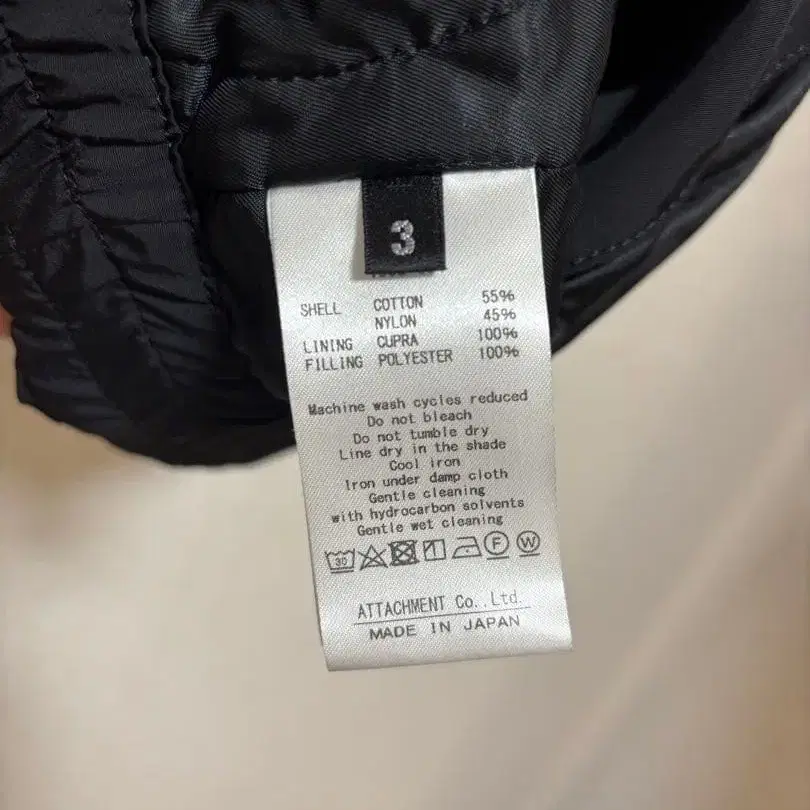 3
SHELL COTTON 55%
NYLON 45%
LINING CUPRA 100%
FILLING POLYESTER 100%
Machine wash cycles reduced
Do not bleach
Do not tumble dry
Line dry in the shade
Cool iron
Iron under damp cloth
Gentle cleaning
with hydrocarbon solvents
Gentle wet cleaning
30 F W
ATTACHMENT Co.,Ltd.
MADE IN JAPAN